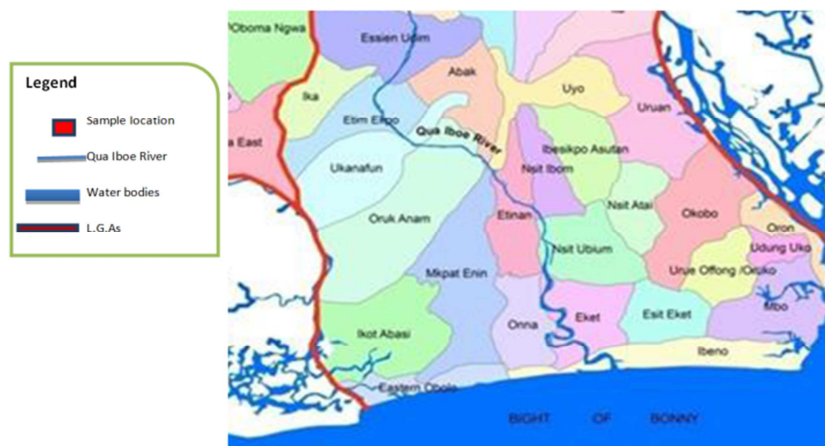 Legend
Sample location
Qua Iboe River
Water bodies
L.G.As
Oboma Ngwa
Essien Udim
Abak
Uyo
Ika
Uruan
Etim Ekpo
Qua Iboe River
Ibesikpo Asutan
a East
Nsit Ibom
Ukanafun
Nsit Atai
Oruk Anam
Etinan
Okobo
Oron
Udung Uko
Nsit Ubium
Urue Offong /Oruko
Mkpat Enin
Mbo
Ikot Abasi
Onna
Eket
Esit Eket
Ibeno
Eastern Obolo
BIGHT OF BONNY